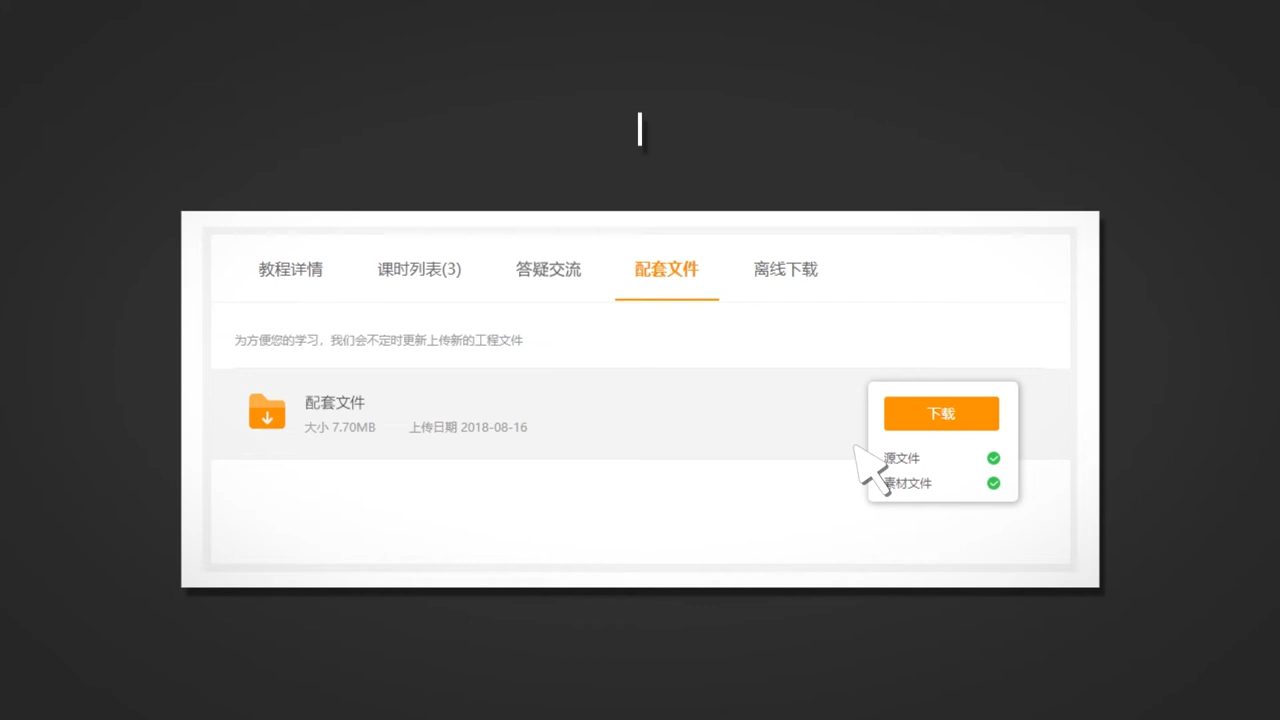 教程详情 课时列表(3) 答疑交流 配套文件 离线下载
为方便您的学习，我们会不定时更新上传新的工程文件
配套文件
大小 7.70MB 上传日期 2018-08-16
下载
源文件
素材文件